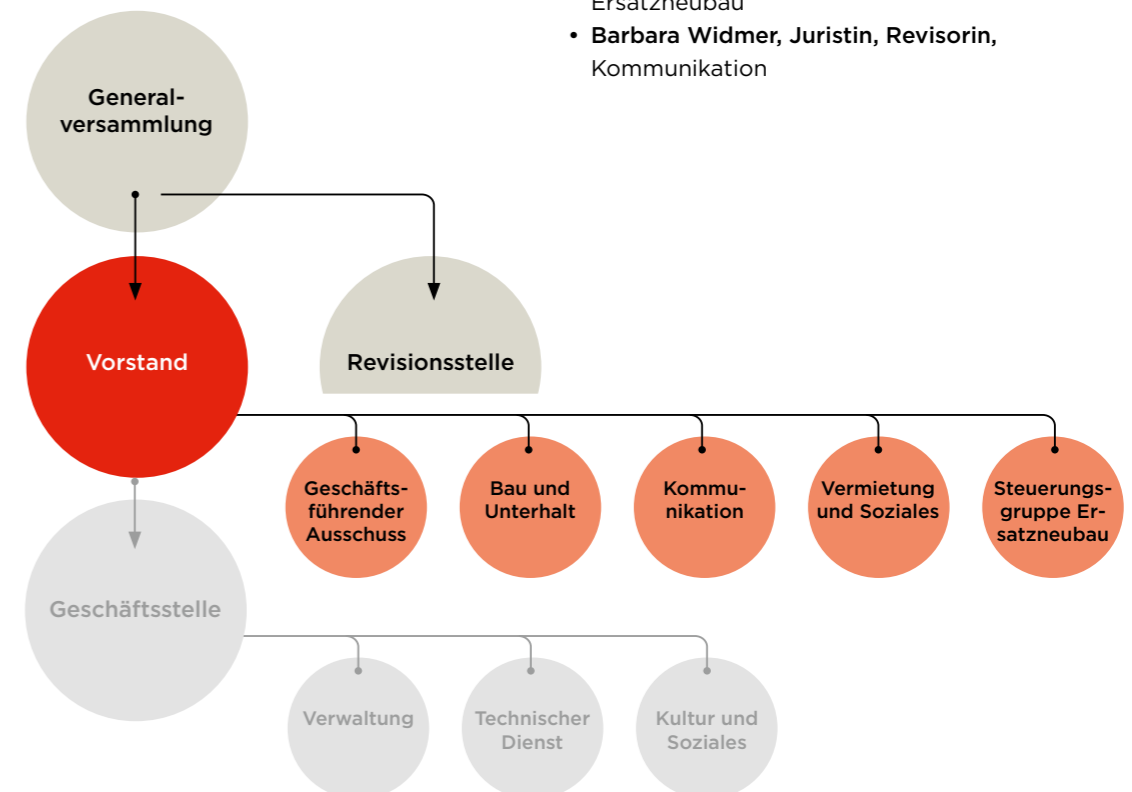 Ersatzneubau
• Barbara Widmer, Juristin, Revisorin,
Kommunikation
General-
versammlung
Vorstand
Revisionsstelle
Geschäfts-
führender
Ausschuss
Bau und
Unterhalt
Kommu-
nikation
Vermietung
und Soziales
Steuerungs-
gruppe Er-
satzneubau
Geschäftsstelle
Verwaltung
Technischer
Dienst
Kultur und
Soziales